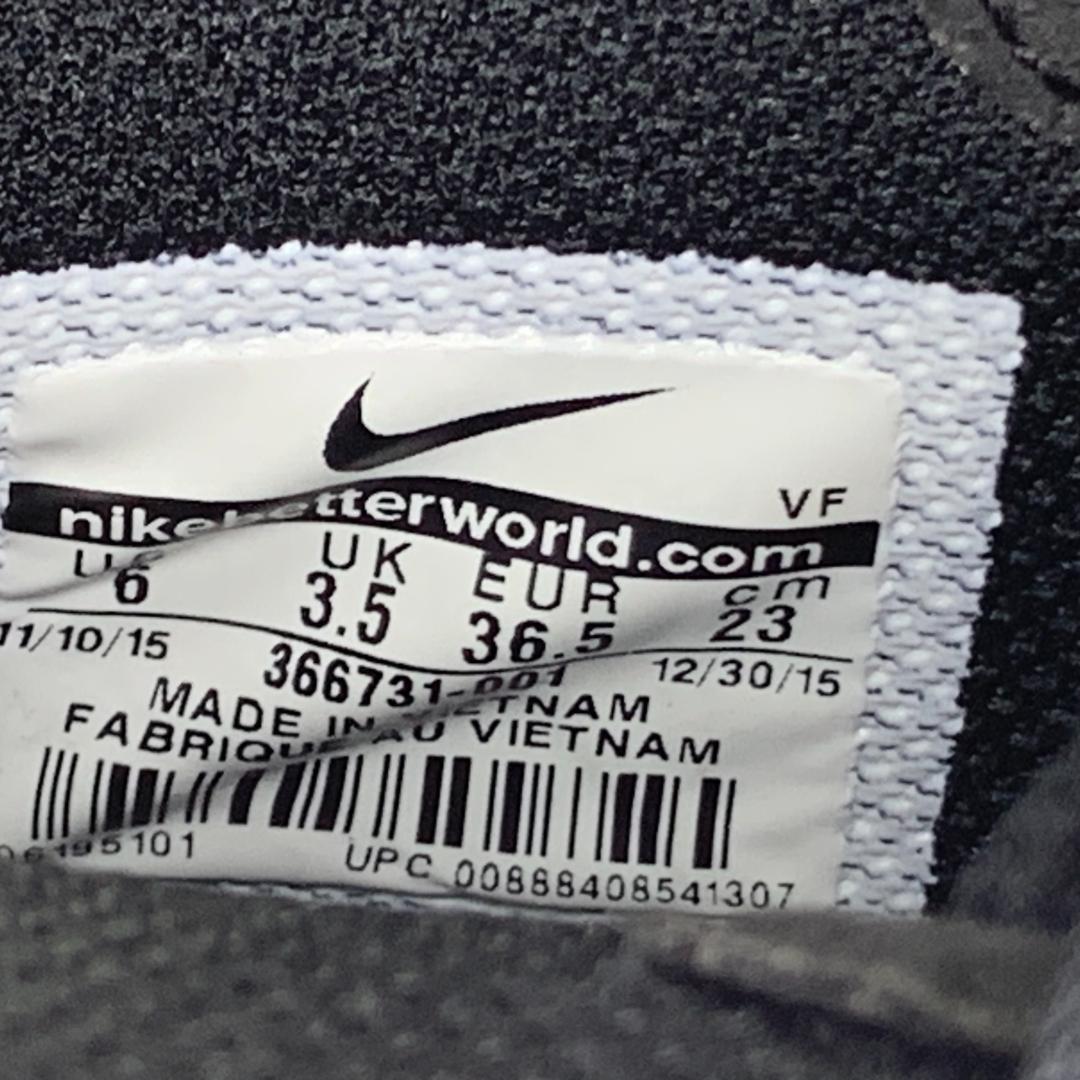 VF
nikebetterworld.com
US UK EUR cm
6 3.5 36.5 23
11/10/15 12/30/15
366731-001
MADE IN VIETNAM
FABRIQUE AU VIETNAM
UPC 00888408541307